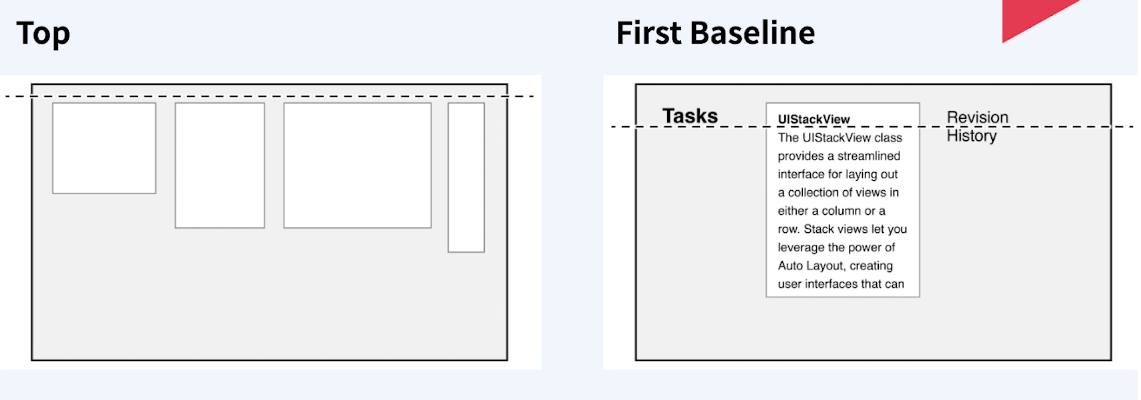 Top
First Baseline
Tasks
UIStackView
The UIStackView class
provides a streamlined
interface for laying out
a collection of views in
either a column or a
row. Stack views let you
leverage the power of
Auto Layout, creating
user interfaces that can
Revision
History